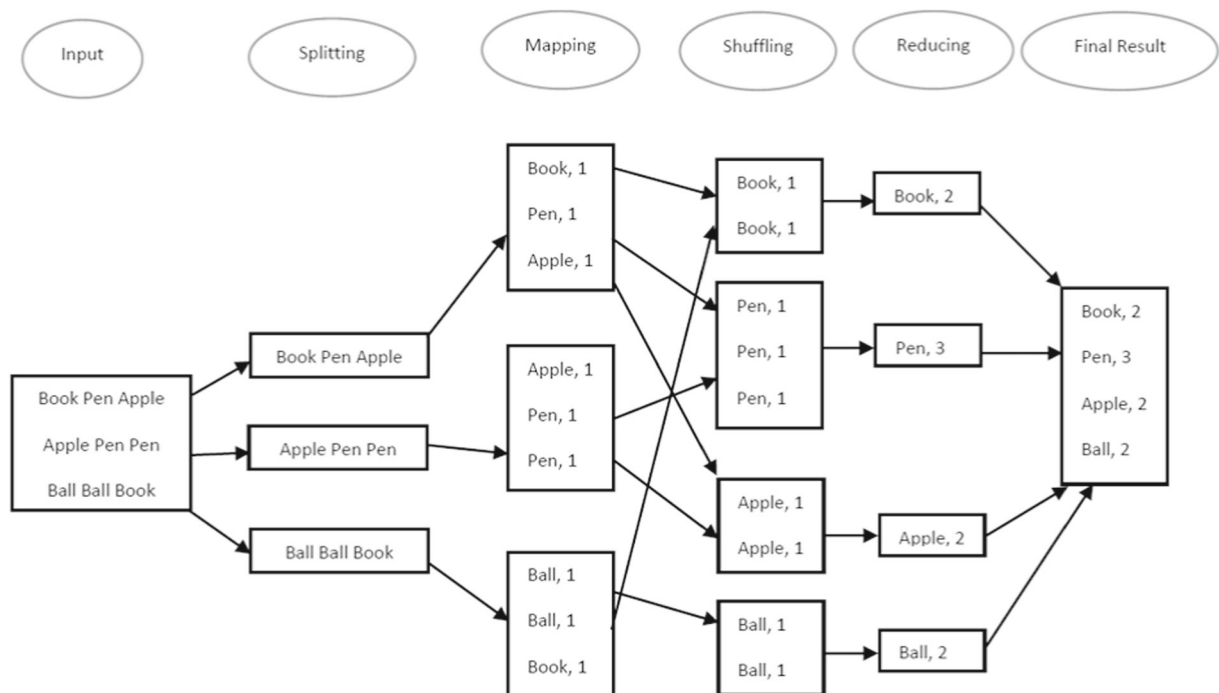 Input
Splitting
Mapping
Shuffling
Reducing
Final Result
Book Pen Apple
Apple Pen Pen
Ball Ball Book
Book Pen Apple
Apple Pen Pen
Ball Ball Book
Book, 1
Pen, 1
Apple, 1
Apple, 1
Pen, 1
Pen, 1
Ball, 1
Ball, 1
Book, 1
Book, 1
Book, 1
Pen, 1
Pen, 1
Pen, 1
Apple, 1
Apple, 1
Ball, 1
Ball, 1
Book, 2
Pen, 3
Apple, 2
Ball, 2
Book, 2
Pen, 3
Apple, 2
Ball, 2